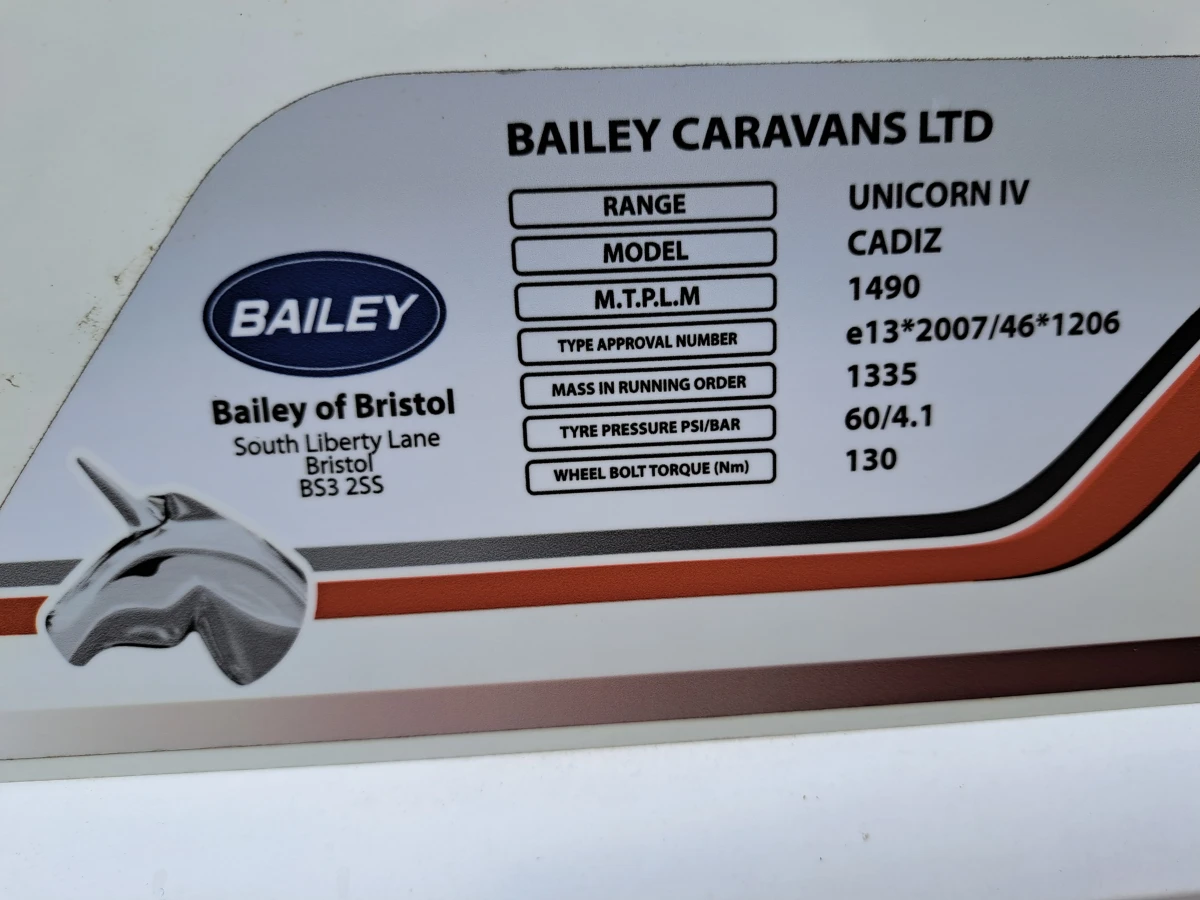 BAILEY CARAVANS LTD
RANGE UNICORN IV
MODEL CADIZ
M.T.P.L.M 1490
TYPE APPROVAL NUMBER e13*2007/46*1206
MASS IN RUNNING ORDER 1335
TYRE PRESSURE PSI/BAR 60/4.1
WHEEL BOLT TORQUE (Nm) 130
BAILEY
Bailey of Bristol
South Liberty Lane
Bristol
BS3 2SS